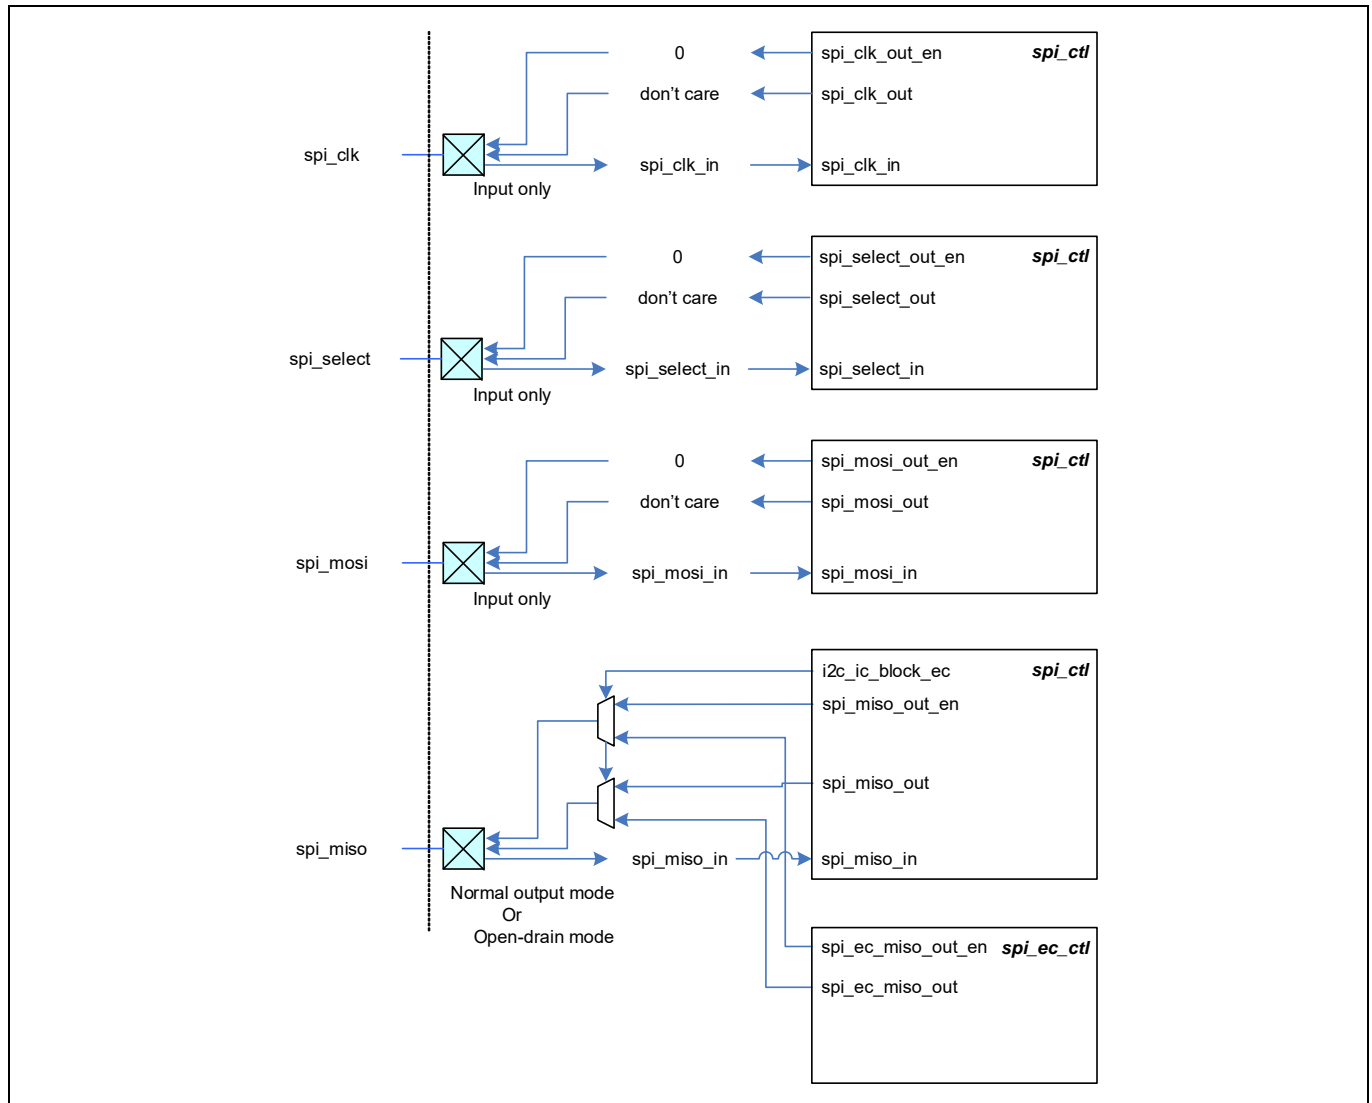 0
spi_clk_out_en
spi_ctl
don't care
spi_clk_out
spi_clk
spi_clk_in
spi_clk_in
Input only
0
spi_select_out_en
spi_ctl
don't care
spi_select_out
spi_select
spi_select_in
spi_select_in
Input only
0
spi_mosi_out_en
spi_ctl
don't care
spi_mosi_out
spi_mosi
spi_mosi_in
spi_mosi_in
Input only
i2c_ic_block_ec
spi_ctl
spi_miso_out_en
spi_miso_out
spi_miso
spi_miso_in
spi_miso_in
Normal output mode
Or
Open-drain mode
spi_ec_miso_out_en
spi_ec_ctl
spi_ec_miso_out